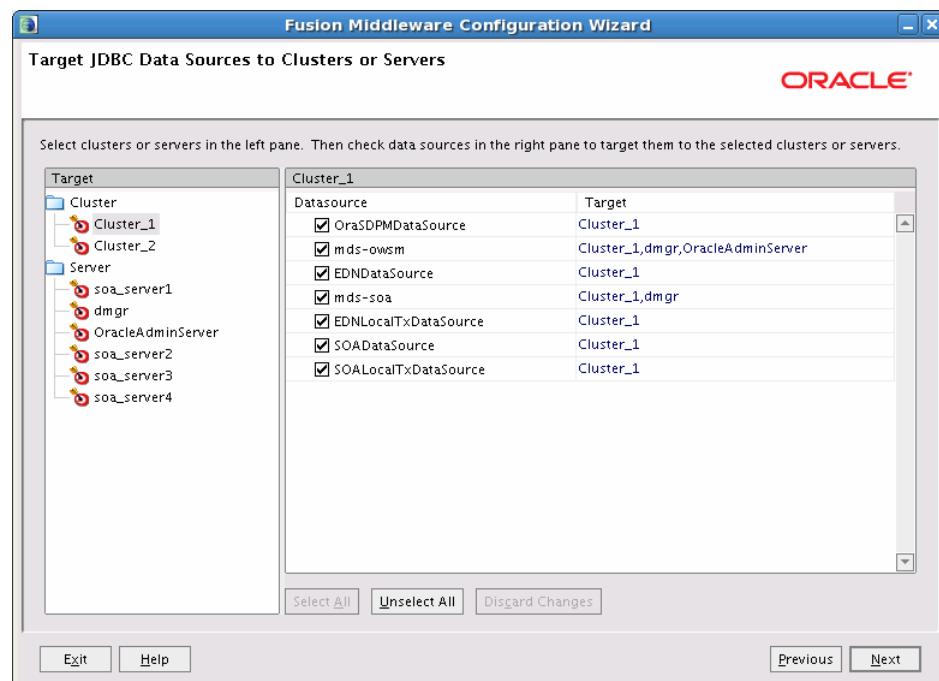 Fusion Middleware Configuration Wizard
Target JDBC Data Sources to Clusters or Servers
ORACLE
Select clusters or servers in the left pane. Then check data sources in the right pane to target them to the selected clusters or servers.
Target
Cluster
Cluster_1
Cluster_2
Server
soa_server1
dmgr
OracleAdminServer
soa_server2
soa_server3
soa_server4
Cluster_1
Datasource Target
OraSDPMDataSource Cluster_1
mds-owsm Cluster_1,dmgr,OracleAdminServer
EDNDataSource Cluster_1
mds-soa Cluster_1,dmgr
EDNLocalTxDataSource Cluster_1
SOADataSource Cluster_1
SOALocalTxDataSource Cluster_1
Select All Unselect All Discard Changes
Exit Help Previous Next